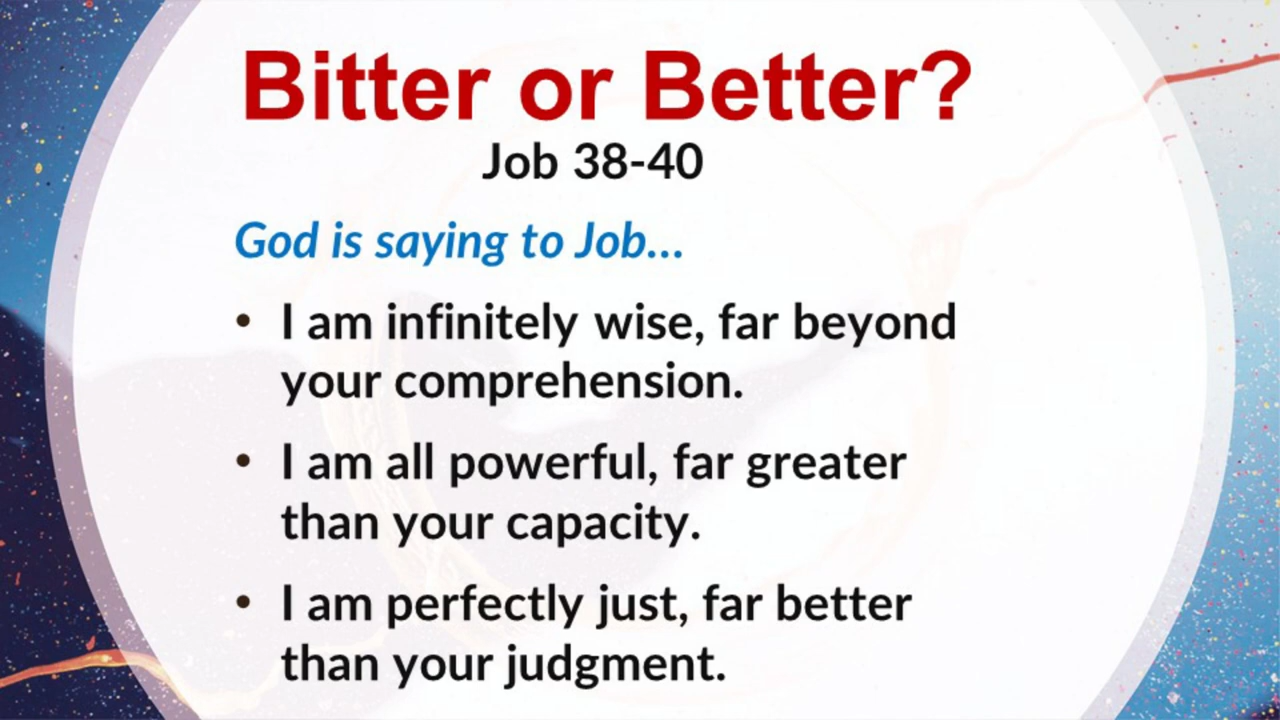 Bitter or Better?
Job 38-40
God is saying to Job...
• I am infinitely wise, far beyond
your comprehension.
• I am all powerful, far greater
than your capacity.
• I am perfectly just, far better
than your judgment.